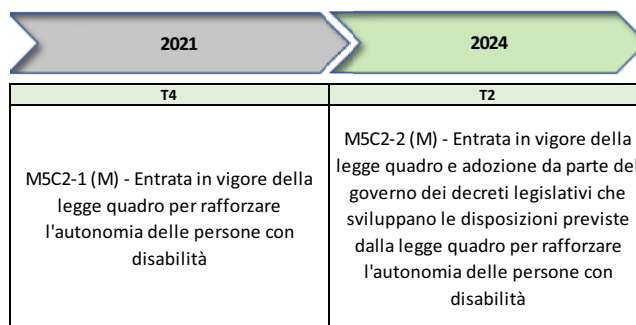 2021
2024
T4
T2
M5C2-1 (M) - Entrata in vigore della
legge quadro per rafforzare
l'autonomia delle persone con
disabilità
M5C2-2 (M) - Entrata in vigore della
legge quadro e adozione da parte del
governo dei decreti legislativi che
sviluppano le disposizioni previste
dalla legge quadro per rafforzare
l'autonomia delle persone con
disabilità